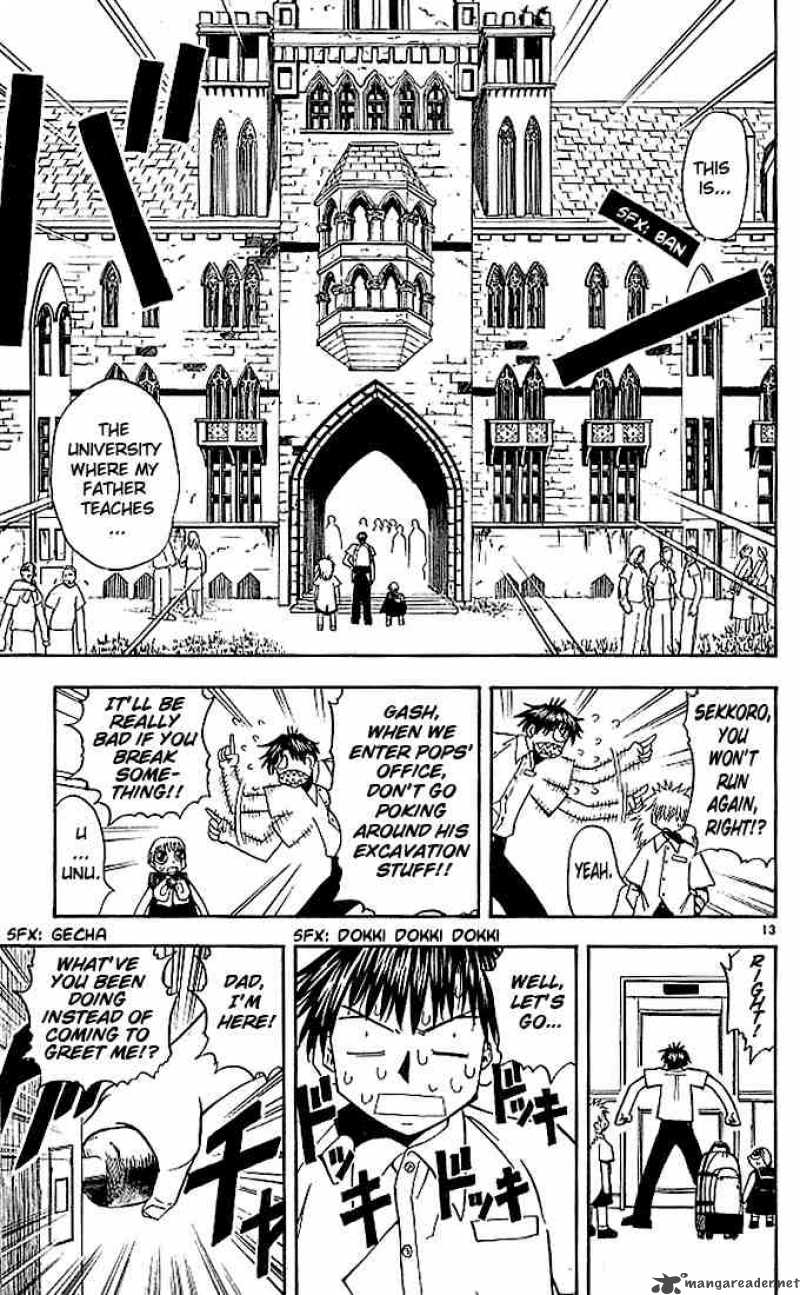 THIS
IS...
SFX: BAN
バ
THE
UNIVERSITY
WHERE MY
FATHER
TEACHES
...
SEKKORO,
YOU
WON'T
RUN
AGAIN,
RIGHT!?
YEAH.
GASH,
WHEN WE
ENTER POPS'
OFFICE,
DON'T GO
POKING
AROUND HIS
EXCAVATION
STUFF!!
IT'LL BE
REALLY
BAD IF YOU
BREAK
SOME-
THING!!
U
...
UNU.
13
RIGHT!
SFX: DOKKI DOKKI DOKKI
WELL,
LET'S
GO...
ドッキ
ドッキ
ドッキ
SFX: GECHA
DAD,
I'M
HERE!
WHAT'VE
YOU BEEN
DOING
INSTEAD OF
COMING TO
GREET ME!?
mangareader.net